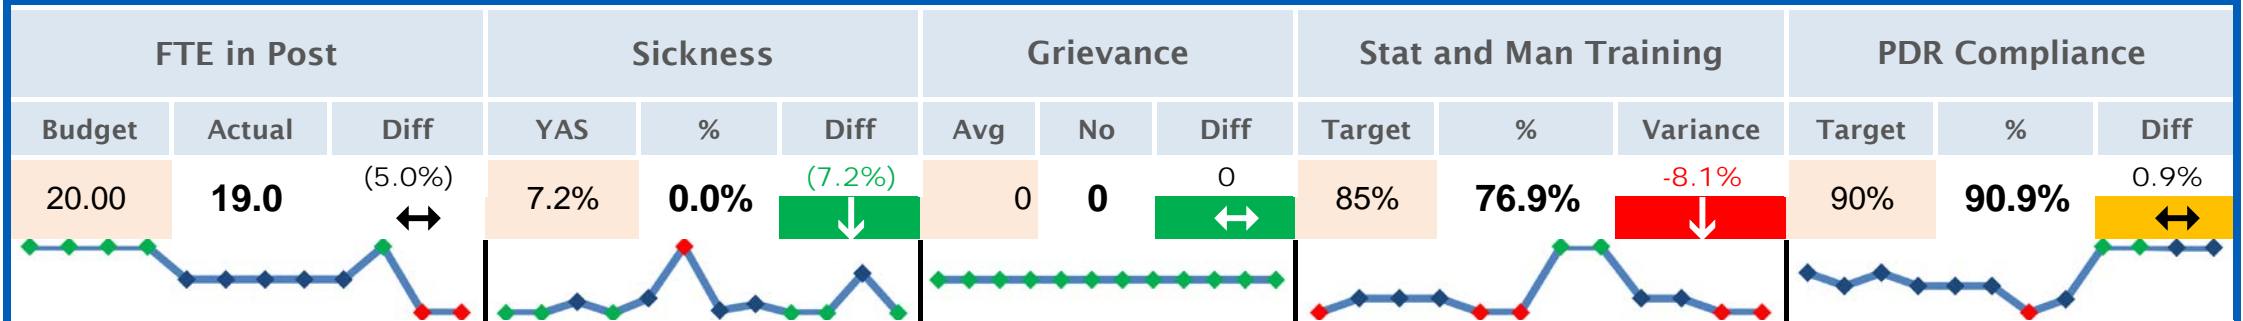 FTE in Post Sickness Grievance Stat and Man Training PDR Compliance
Budget Actual Diff YAS % Diff Avg No Diff Target % Variance Target % Diff
(5.0%) (7.2%) 0 -8.1% 0.9%
20.00 19.0 7.2% 0.0% 0 0 85% 76.9% 90% 90.9%